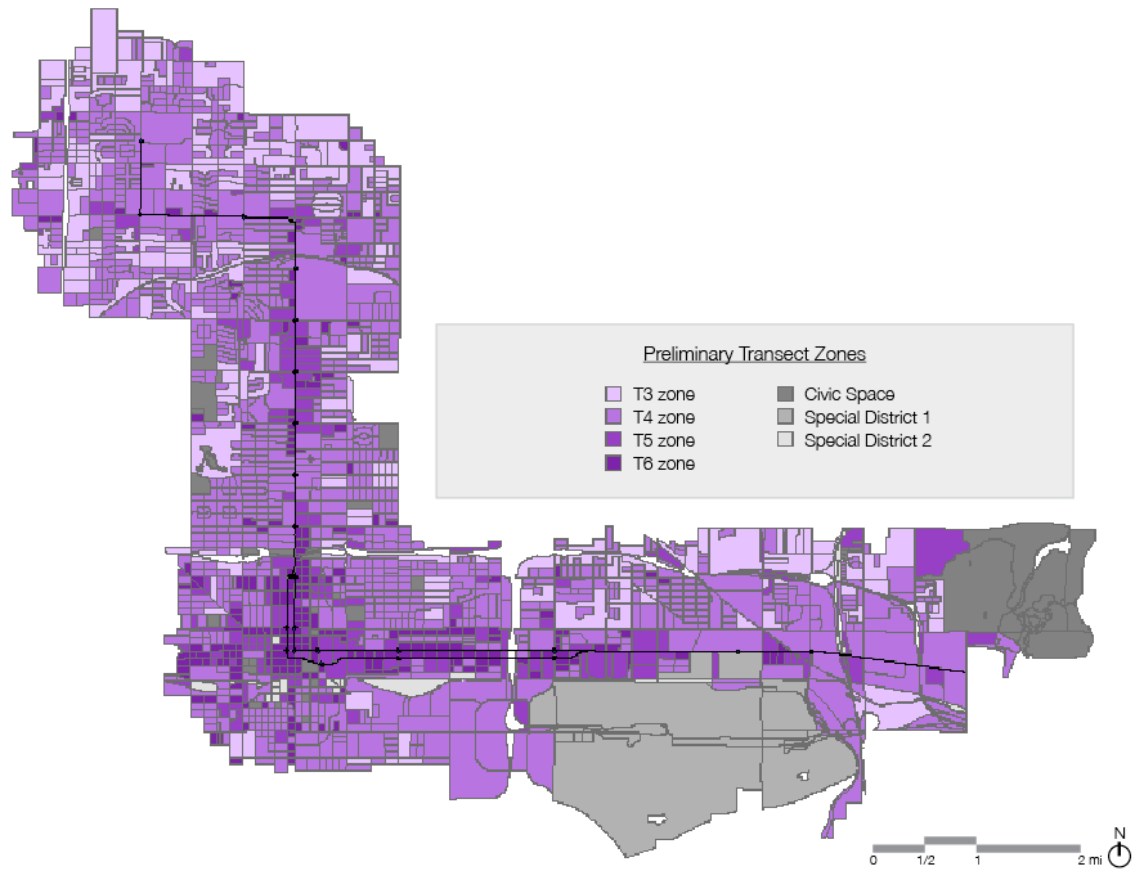 Preliminary Transect Zones
T3 zone
T4 zone
T5 zone
T6 zone
Civic Space
Special District 1
Special District 2
N
0 1/2 1 2 mi